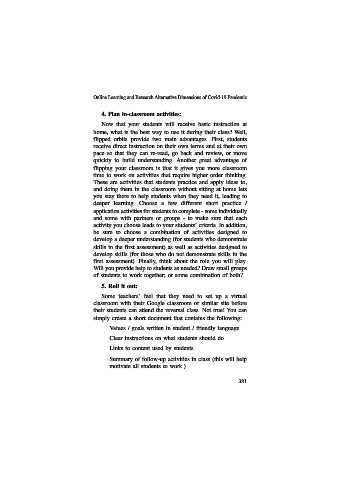 Online Learning and Research Alternative Dimensions of Covid-19 Pandemic
4. Plan in-classroom activities:
Now that your students will receive basic instruction at
home, what is the best way to use it during their class? Well,
flipped orbits provide two main advantages. First, students
receive direct instruction on their own terms and at their own
pace so that they can re-read, go back and review, or move
quickly to build understanding. Another great advantage of
flipping your classroom is that it gives you more classroom
time to work on activities that require higher order thinking.
These are activities that students practice and apply ideas to,
and doing them in the classroom without sitting at home lets
you stay there to help students when they need it, leading to
deeper learning. Choose a few different short practice /
application activities for students to complete - some individually
and some with partners or groups - to make sure that each
activity you choose leads to your students' criteria. In addition,
be sure to choose a combination of activities designed to
develop a deeper understanding (for students who demonstrate
skills in the first assessment) as well as activities designed to
develop skills (for those who do not demonstrate skills in the
first assessment). Finally, think about the role you will play.
Will you provide help to students as needed? Draw small groups
of students to work together; or some combination of both?
5. Roll it out:
Some teachers' feel that they need to set up a virtual
classroom with their Google classroom or similar site before
their students can attend the reversal class. Not true! You can
simply create a short document that contains the following:
Values / goals written in student / friendly language
Clear instructions on what students should do
Links to content used by students
Summary of follow-up activities in class (this will help
motivate all students to work )
381